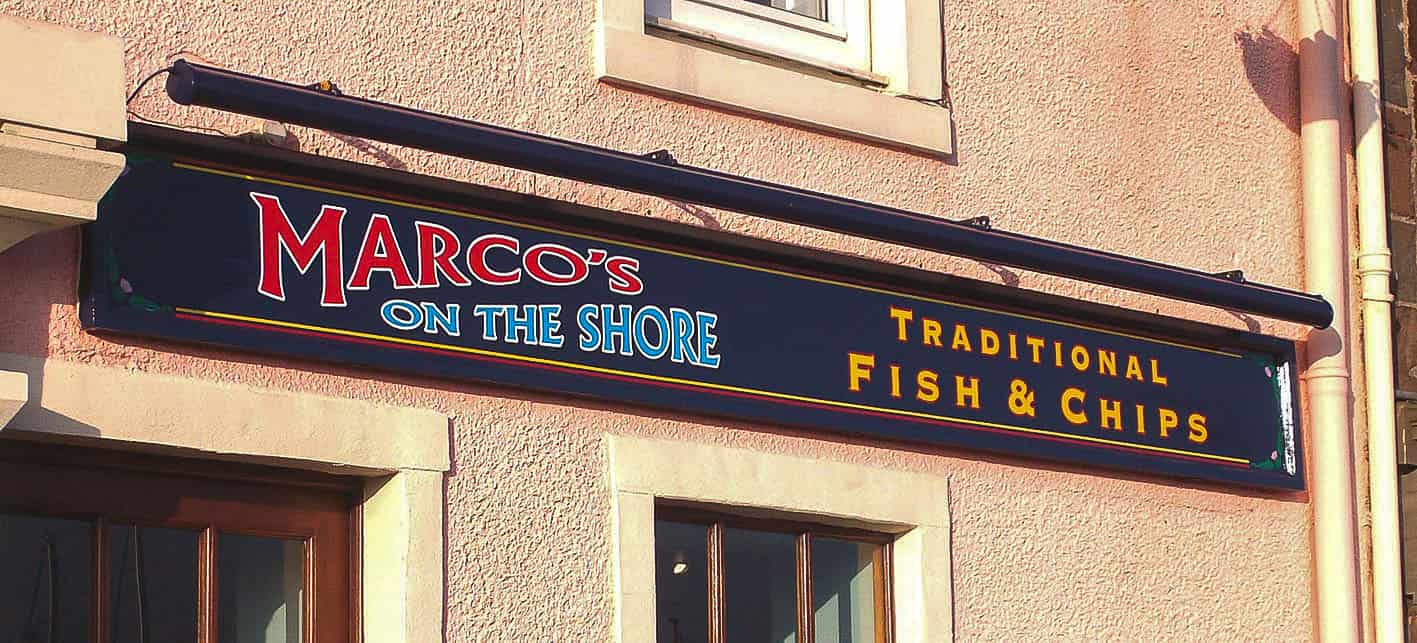 MARCO'S
ON THE SHORE
TRADITIONAL
FISH & CHIPS